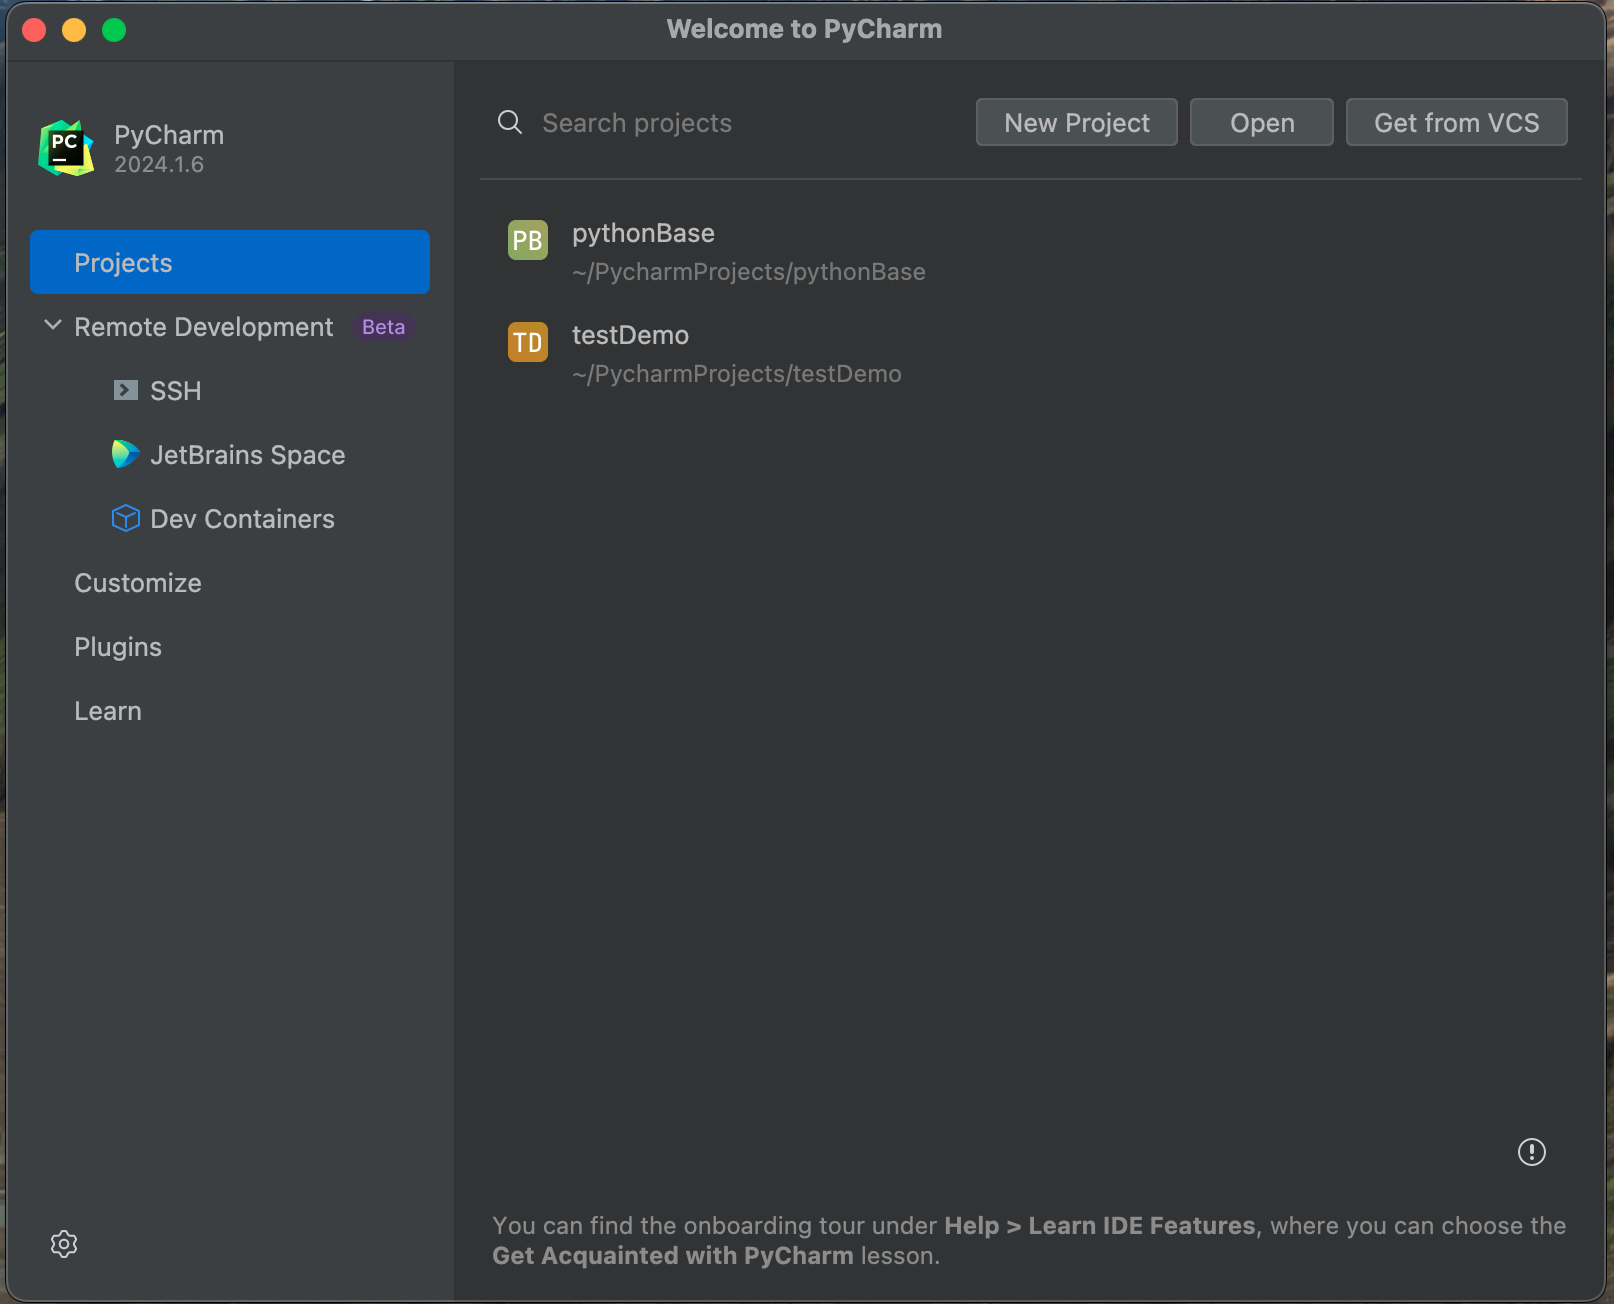 Welcome to PyCharm
PC
PyCharm
2024.1.6
Projects
Remote Development Beta
SSH
JetBrains Space
Dev Containers
Customize
Plugins
Learn
Search projects
New Project
Open
Get from VCS
PB
pythonBase
~/PycharmProjects/pythonBase
TD
testDemo
~/PycharmProjects/testDemo
You can find the onboarding tour under Help > Learn IDE Features, where you can choose the
Get Acquainted with PyCharm lesson.